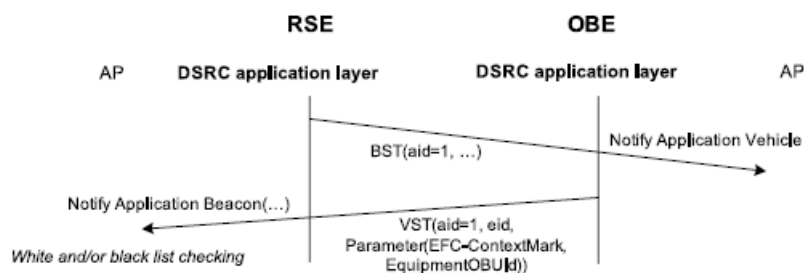 RSE OBE
AP DSRC application layer DSRC application layer AP
Notify Application Vehicle
BST(aid=1, …)
Notify Application Beacon(…)
VST(aid=1, eid,
Parameter(EFC-ContextMark,
EquipmentOBUId))
White and/or black list checking